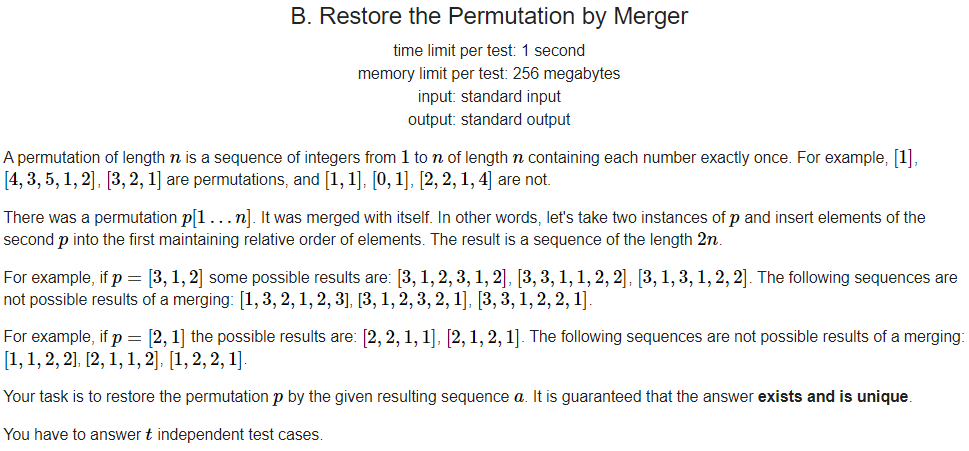 B. Restore the Permutation by Merger
time limit per test: 1 second
memory limit per test: 256 megabytes
input: standard input
output: standard output
A permutation of length n is a sequence of integers from 1 to n of length n containing each number exactly once. For example, [1],
[4, 3, 5, 1, 2], [3, 2, 1] are permutations, and [1, 1], [0, 1], [2, 2, 1, 4] are not.
There was a permutation p[1 . . . n]. It was merged with itself. In other words, let's take two instances of p and insert elements of the
second p into the first maintaining relative order of elements. The result is a sequence of the length 2n.
For example, if p = [3, 1, 2] some possible results are: [3, 1, 2, 3, 1, 2], [3, 3, 1, 1, 2, 2], [3, 1, 3, 1, 2, 2]. The following sequences are
not possible results of a merging: [1, 3, 2, 1, 2, 3], [3, 1, 2, 3, 2, 1], [3, 3, 1, 2, 2, 1].
For example, if p = [2, 1] the possible results are: [2, 2, 1, 1], [2, 1, 2, 1]. The following sequences are not possible results of a merging:
[1, 1, 2, 2], [2, 1, 1, 2], [1, 2, 2, 1].
Your task is to restore the permutation p by the given resulting sequence a. It is guaranteed that the answer exists and is unique.
You have to answer t independent test cases.